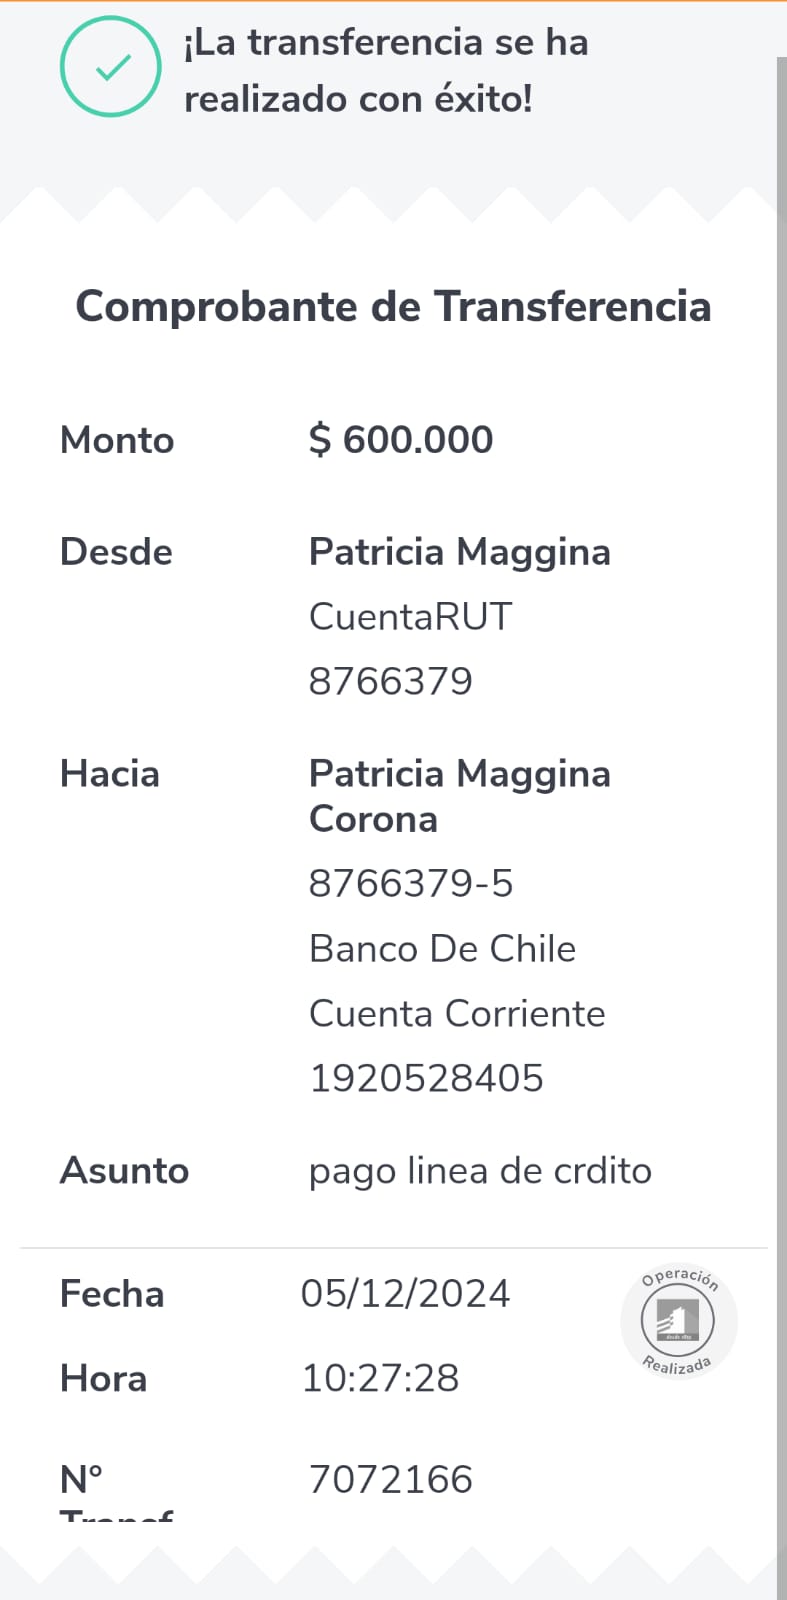 ¡La transferencia se ha
realizado con éxito!
Comprobante de Transferencia
Monto $ 600.000
Desde Patricia Maggina
CuentaRUT
8766379
Hacia Patricia Maggina
Corona
8766379-5
Banco De Chile
Cuenta Corriente
1920528405
Asunto pago linea de crdito
Fecha 05/12/2024
Operación
Realizada
Hora 10:27:28
N° 7072166
Transf